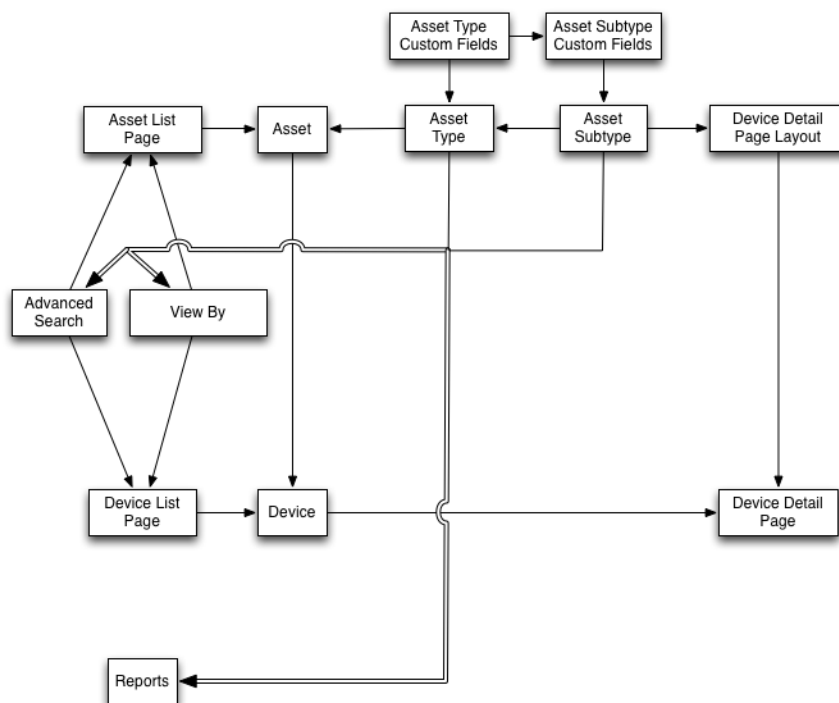 Asset Type
Custom Fields
Asset Subtype
Custom Fields
Asset List
Page
Asset
Asset
Type
Asset
Subtype
Device Detail
Page Layout
Advanced
Search
View By
Device List
Page
Device
Device Detail
Page
Reports